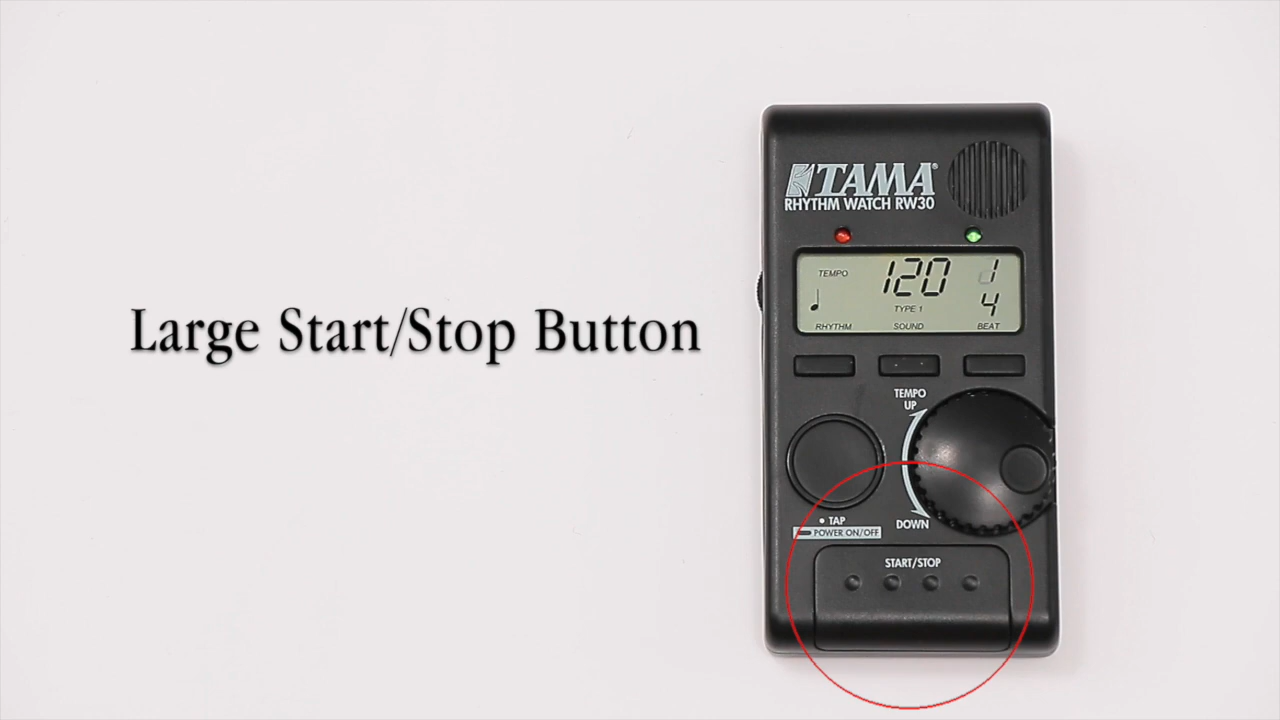 Large Start/Stop Button
TAMA®
RHYTHM WATCH RW30
TEMPO 120 1
TYPE 1 4
RHYTHM SOUND BEAT
TEMPO
UP
DOWN
TAP
POWER ON/OFF
START/STOP